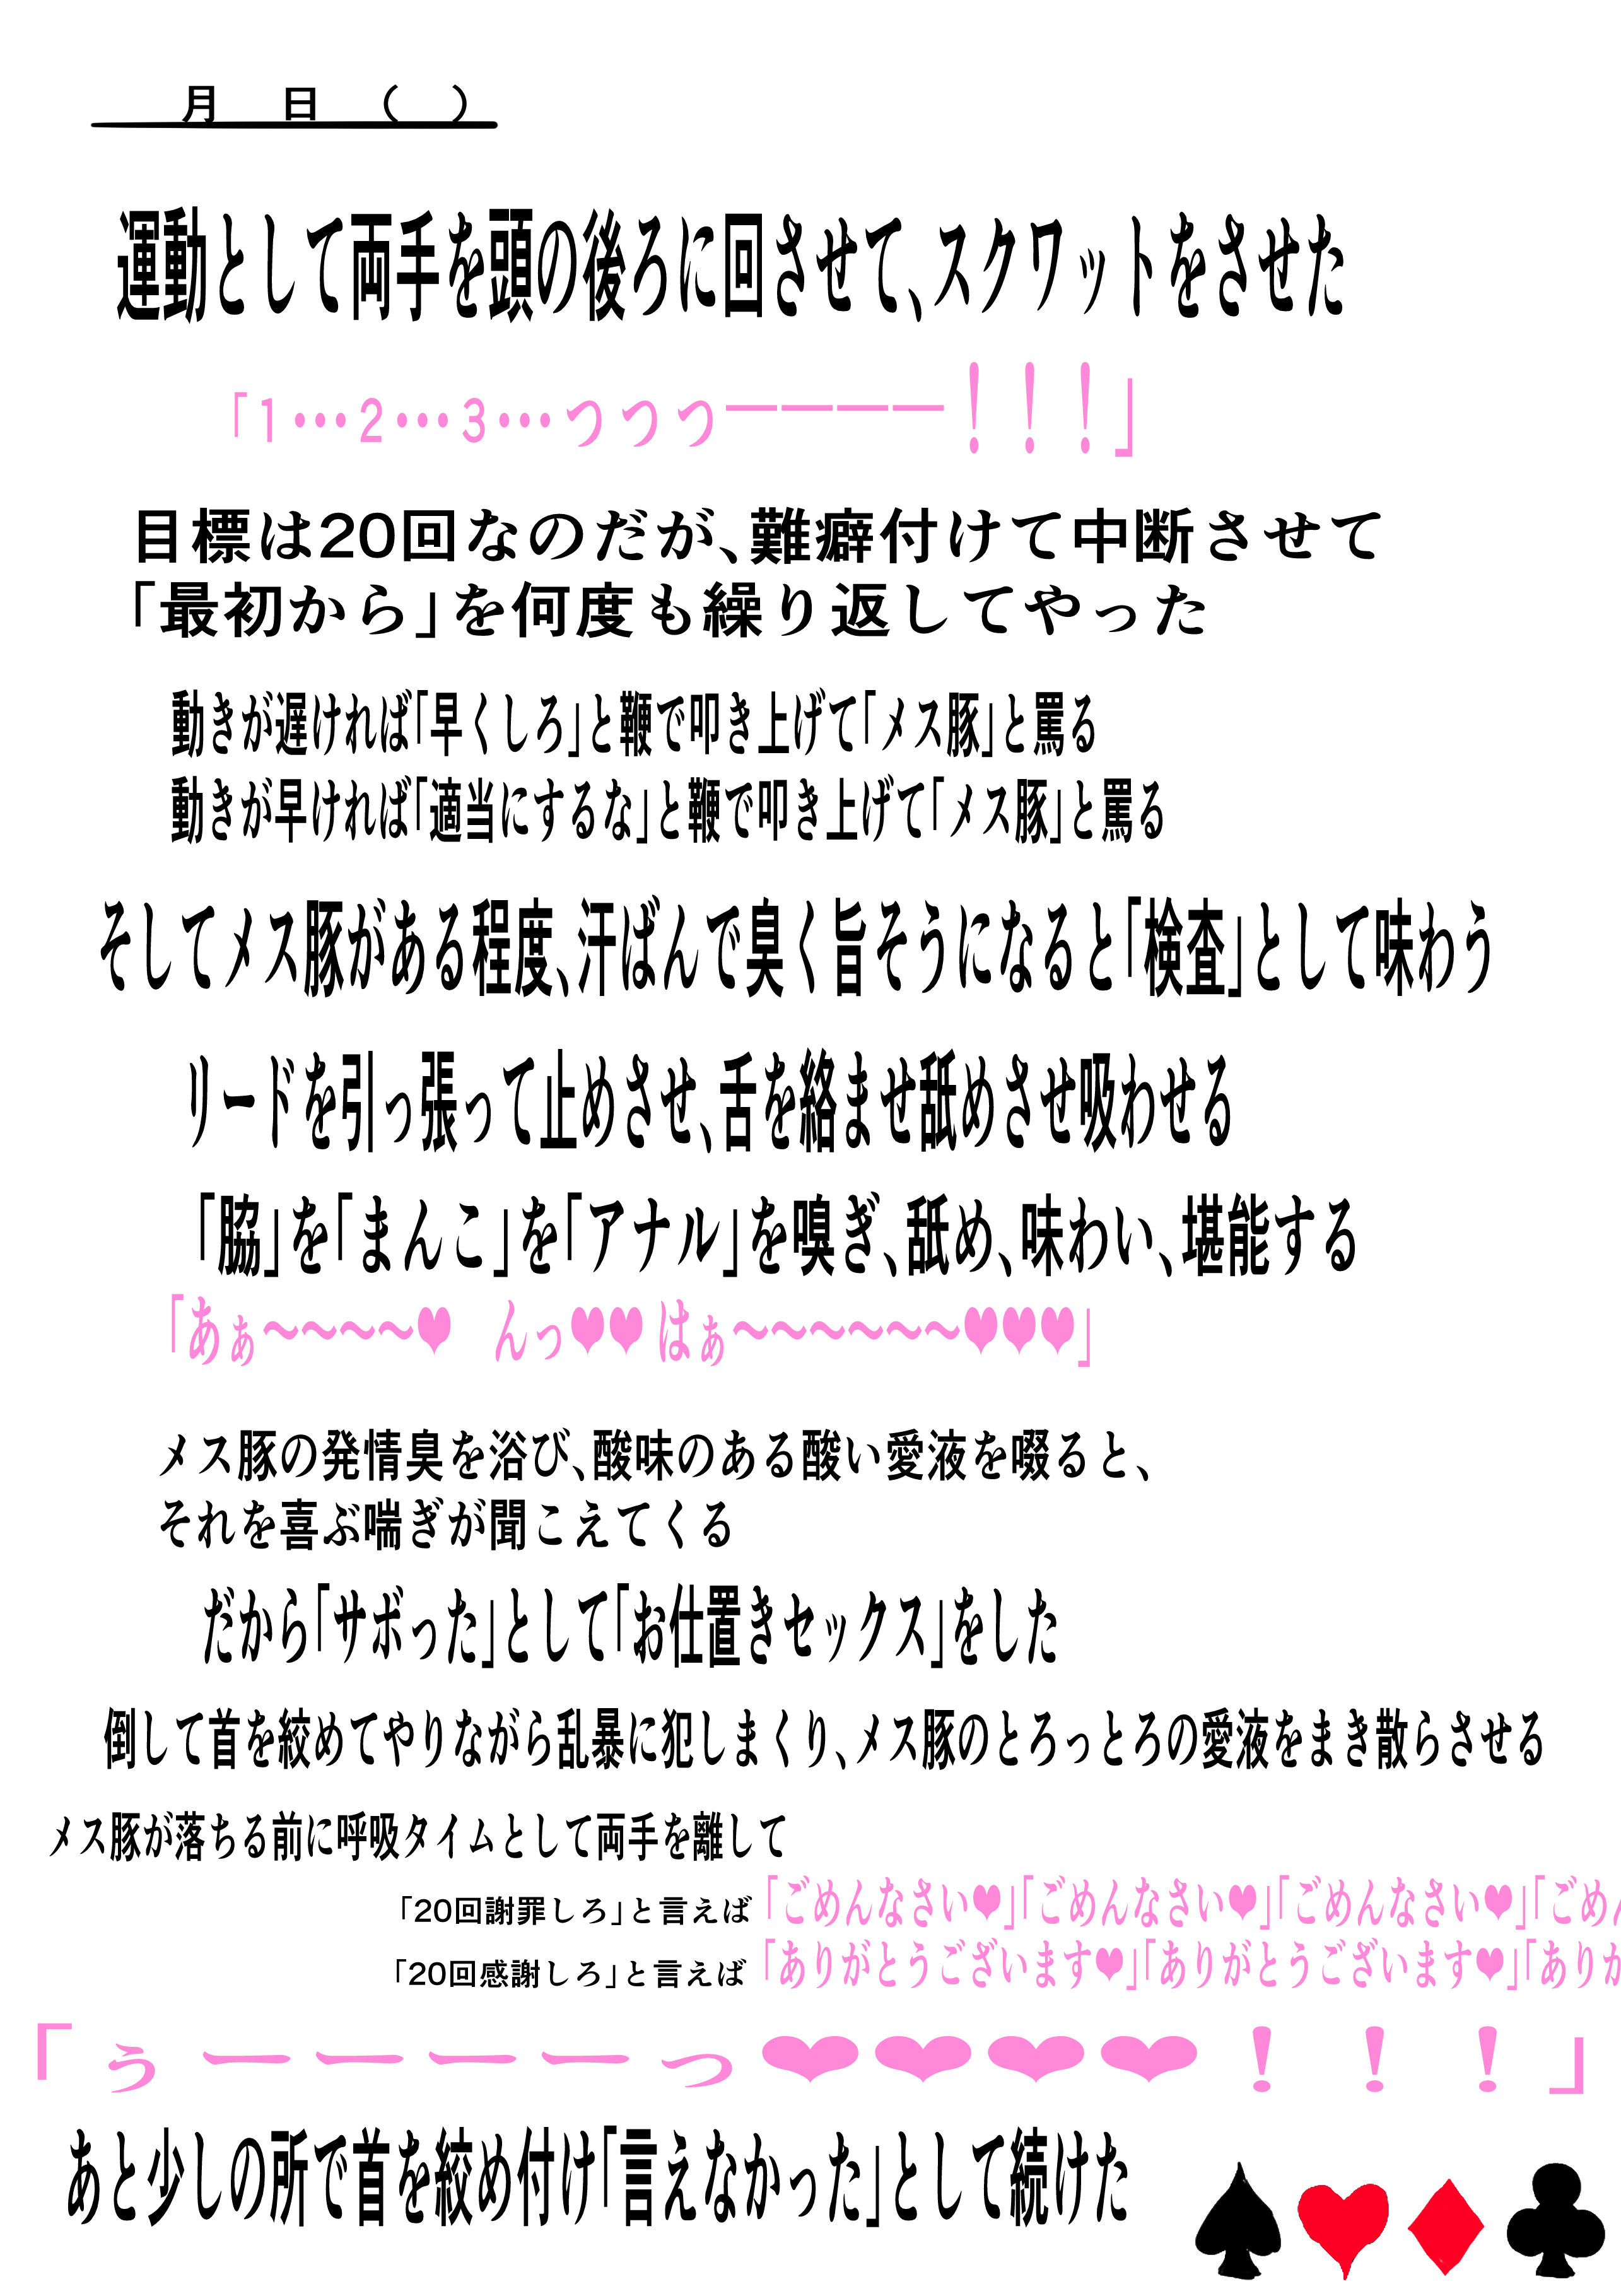 月　日　（　）
運動として両手を頭の後ろに回させて、スクワットをさせた
「1…2…3…っっっーーーー！！！」
目標は20回なのだが、難癖付けて中断させて
「最初から」を何度も繰り返してやった
動きが遅ければ「早くしろ」と鞭で叩き上げて「メス豚」と罵る
動きが早ければ「適当にするな」と鞭で叩き上げて「メス豚」と罵る
そしてメス豚がある程度、汗ばんで臭く旨そうになると「検査」として味わう
リードを引っ張って止めさせ、舌を絡ませ舐めさせ吸わせる
「脇」を「まんこ」を「アナル」を嗅ぎ、舐め、味わい、堪能する
「あぁ～～～～♥　んっ♥♥ はぁ～～～～～～♥♥♥」
メス豚の発情臭を浴び、酸味のある酸い愛液を啜ると、
それを喜ぶ喘ぎが聞こえてくる
だから「サボった」として「お仕置きセックス」をした
倒して首を絞めてやりながら乱暴に犯しまくり、メス豚のとろっとろの愛液をまき散らさせる
メス豚が落ちる前に呼吸タイムとして両手を離して
「20回謝罪しろ」と言えば「ごめんなさい♥」「ごめんなさい♥」「ごめんなさい♥」「ごめん
「20回感謝しろ」と言えば「ありがとうございます♥」「ありがとうございます♥」「ありが
「ぅーーーーっ♥♥♥♥！！！」
あと少しの所で首を絞め付け「言えなかった」として続けた
♠♥♦♣